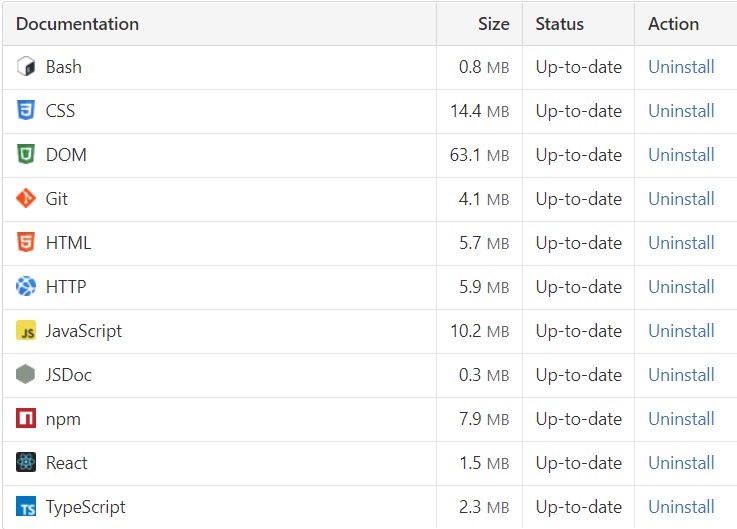 Documentation Size Status Action
Bash 0.8 MB Up-to-date Uninstall
CSS 14.4 MB Up-to-date Uninstall
DOM 63.1 MB Up-to-date Uninstall
Git 4.1 MB Up-to-date Uninstall
HTML 5.7 MB Up-to-date Uninstall
HTTP 5.9 MB Up-to-date Uninstall
JS JavaScript 10.2 MB Up-to-date Uninstall
JSDoc 0.3 MB Up-to-date Uninstall
npm 7.9 MB Up-to-date Uninstall
React 1.5 MB Up-to-date Uninstall
TS TypeScript 2.3 MB Up-to-date Uninstall